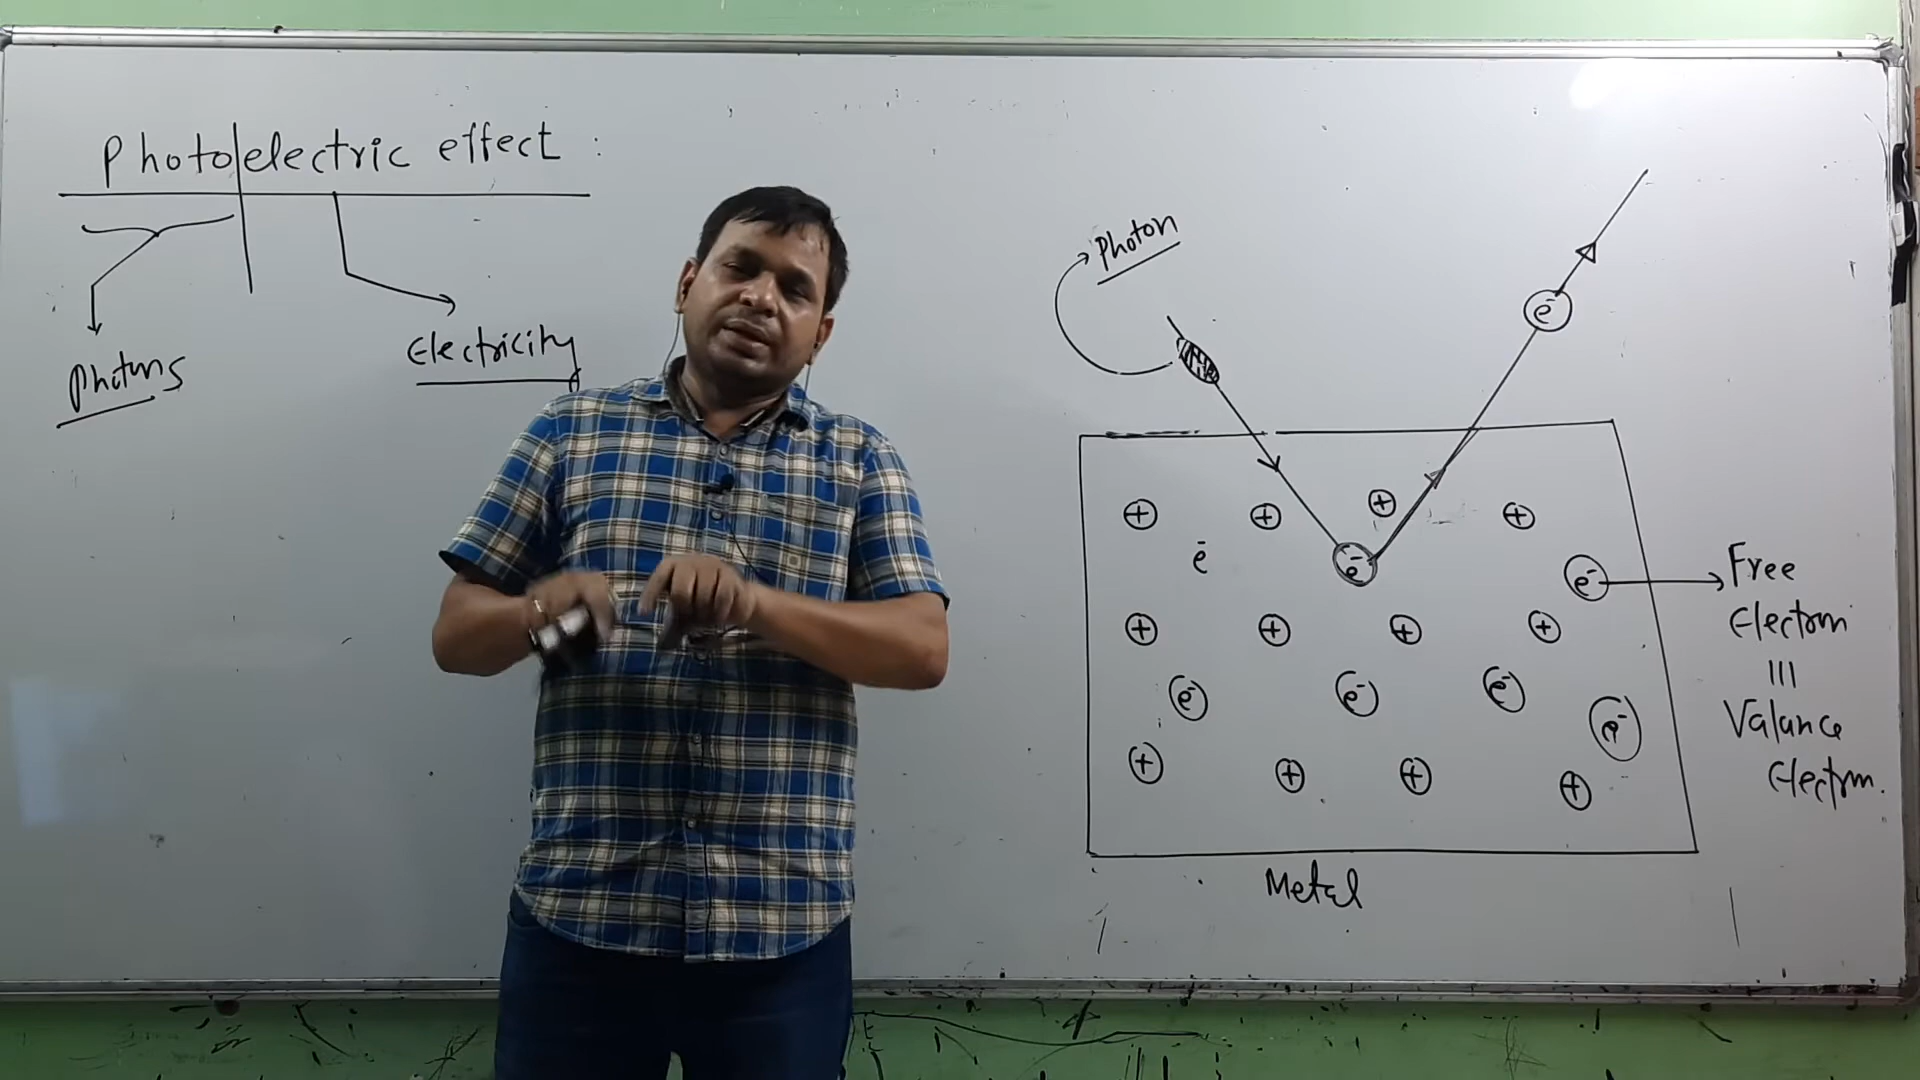 Photoelectric effect :
Photons
Electricity
Photon
e⁻
+ + + +
e⁻ e⁻ e⁻
Free
Electron
≡
Valance
Electron.
+ + + +
e⁻ e⁻ e⁻ e⁻
+ + + +
Metal